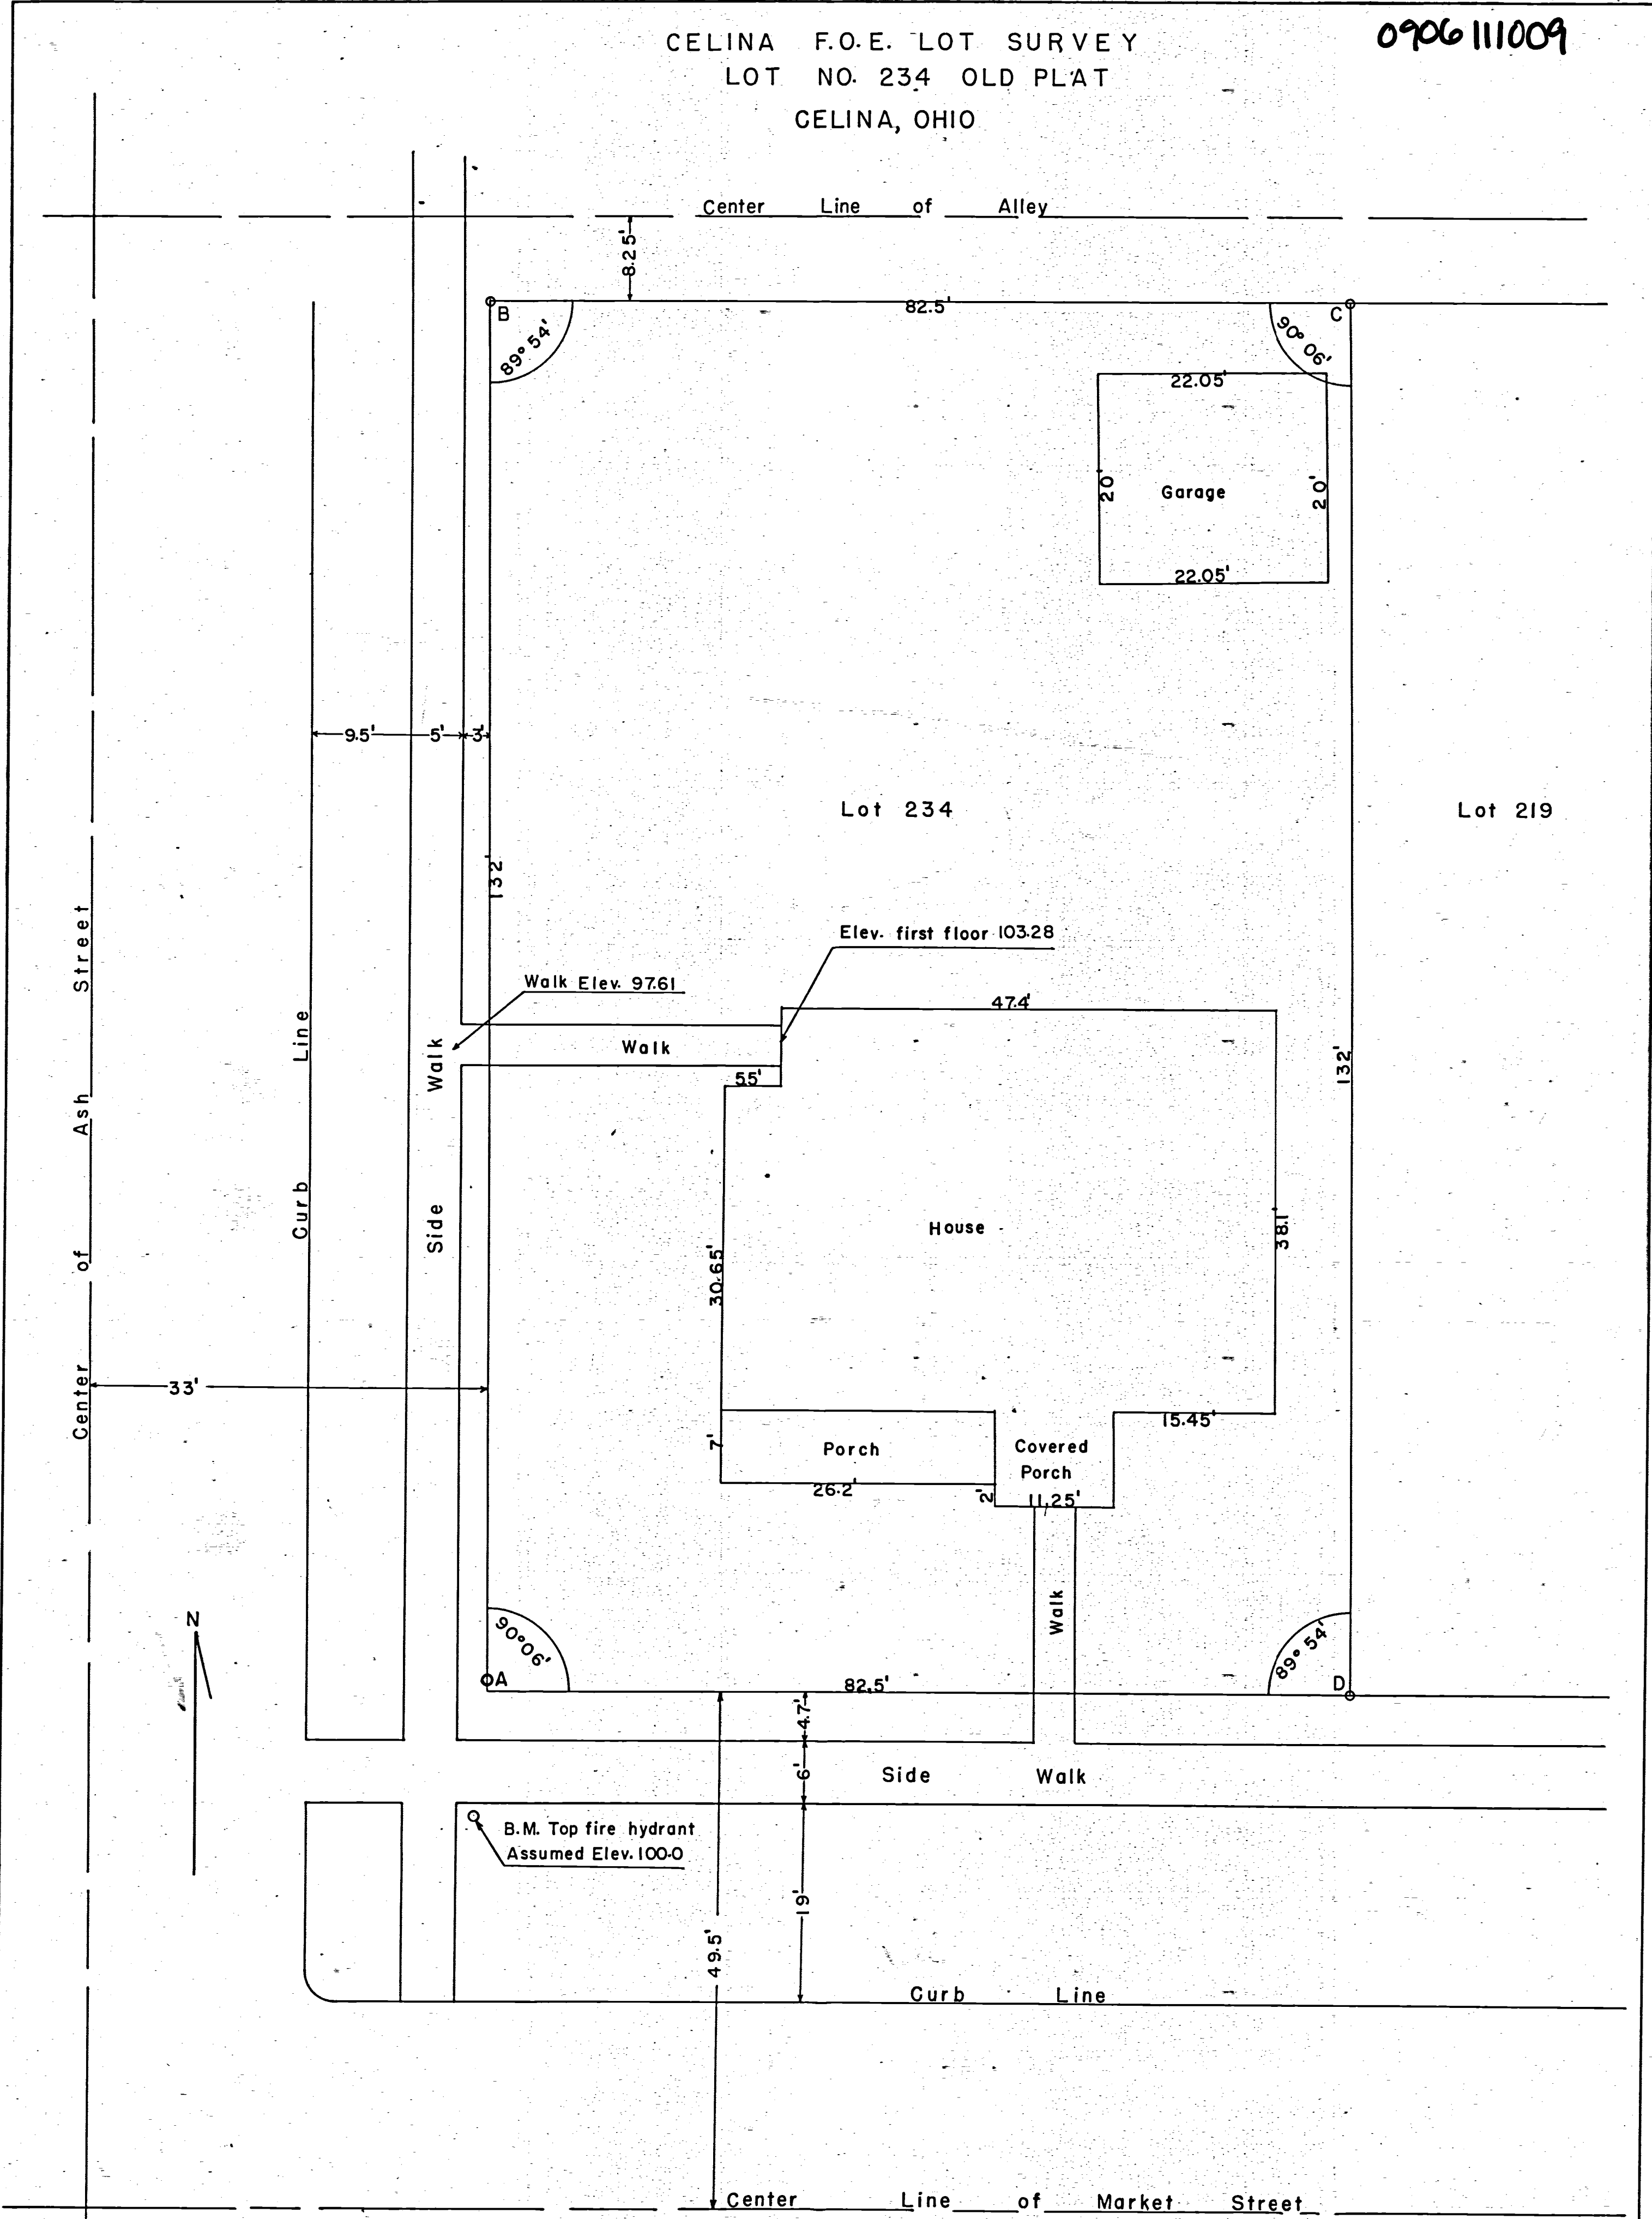 0906111009
CELINA F.O.E. LOT SURVEY
LOT NO. 234 OLD PLAT
CELINA, OHIO
Center Line of Alley
8.25'
B
82.5'
C
89° 54'
90° 06'
22.05'
20'
Garage
20'
22.05'
9.5'
5'
3'
Lot 234
Lot 219
132'
Elev. first floor 103.28
Walk Elev. 97.61
47.4'
Walk
5.5'
132'
Center of Ash Street
Curb Line
Side Walk
House
30.65'
38.1'
33'
15.45'
7'
Porch
Covered
Porch
26.2'
2'
11.25'
Walk
N
90°06'
89° 54'
A
82.5'
D
4.7'
6'
Side Walk
B.M. Top fire hydrant
Assumed Elev. 100.0
19'
49.5'
Curb Line
Center Line of Market Street